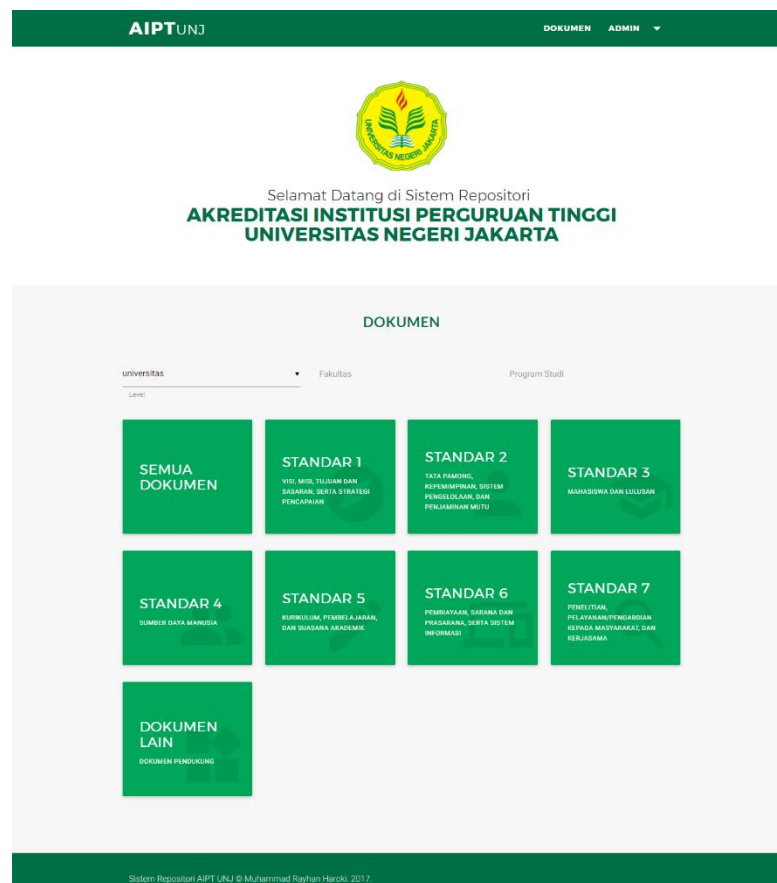 AIPTUNJ
DOKUMEN ADMIN
UNIVERSITAS NEGERI JAKARTA
Selamat Datang di Sistem Repositori
AKREDITASI INSTITUSI PERGURUAN TINGGI
UNIVERSITAS NEGERI JAKARTA
DOKUMEN
universitas Fakultas Program Studi
Level
SEMUA
DOKUMEN
STANDAR 1
VISI, MISI, TUJUAN DAN
SASARAN, SERTA STRATEGI
PENCAPAIAN
STANDAR 2
TATA PAMONG,
KEPEMIMPINAN, SISTEM
PENGELOLAAN, DAN
PENJAMINAN MUTU
STANDAR 3
MAHASISWA DAN LULUSAN
STANDAR 4
SUMBER DAYA MANUSIA
STANDAR 5
KURIKULUM, PEMBELAJARAN,
DAN SUASANA AKADEMIK
STANDAR 6
PEMBIAYAAN, SARANA DAN
PRASARANA, SERTA SISTEM
INFORMASI
STANDAR 7
PENELITIAN,
PELAYANAN/PENGABDIAN
KEPADA MASYARAKAT, DAN
KERJASAMA
DOKUMEN
LAIN
DOKUMEN PENDUKUNG
Sistem Repositori AIPT UNJ © Muhammad Rayhan Haroki. 2017.